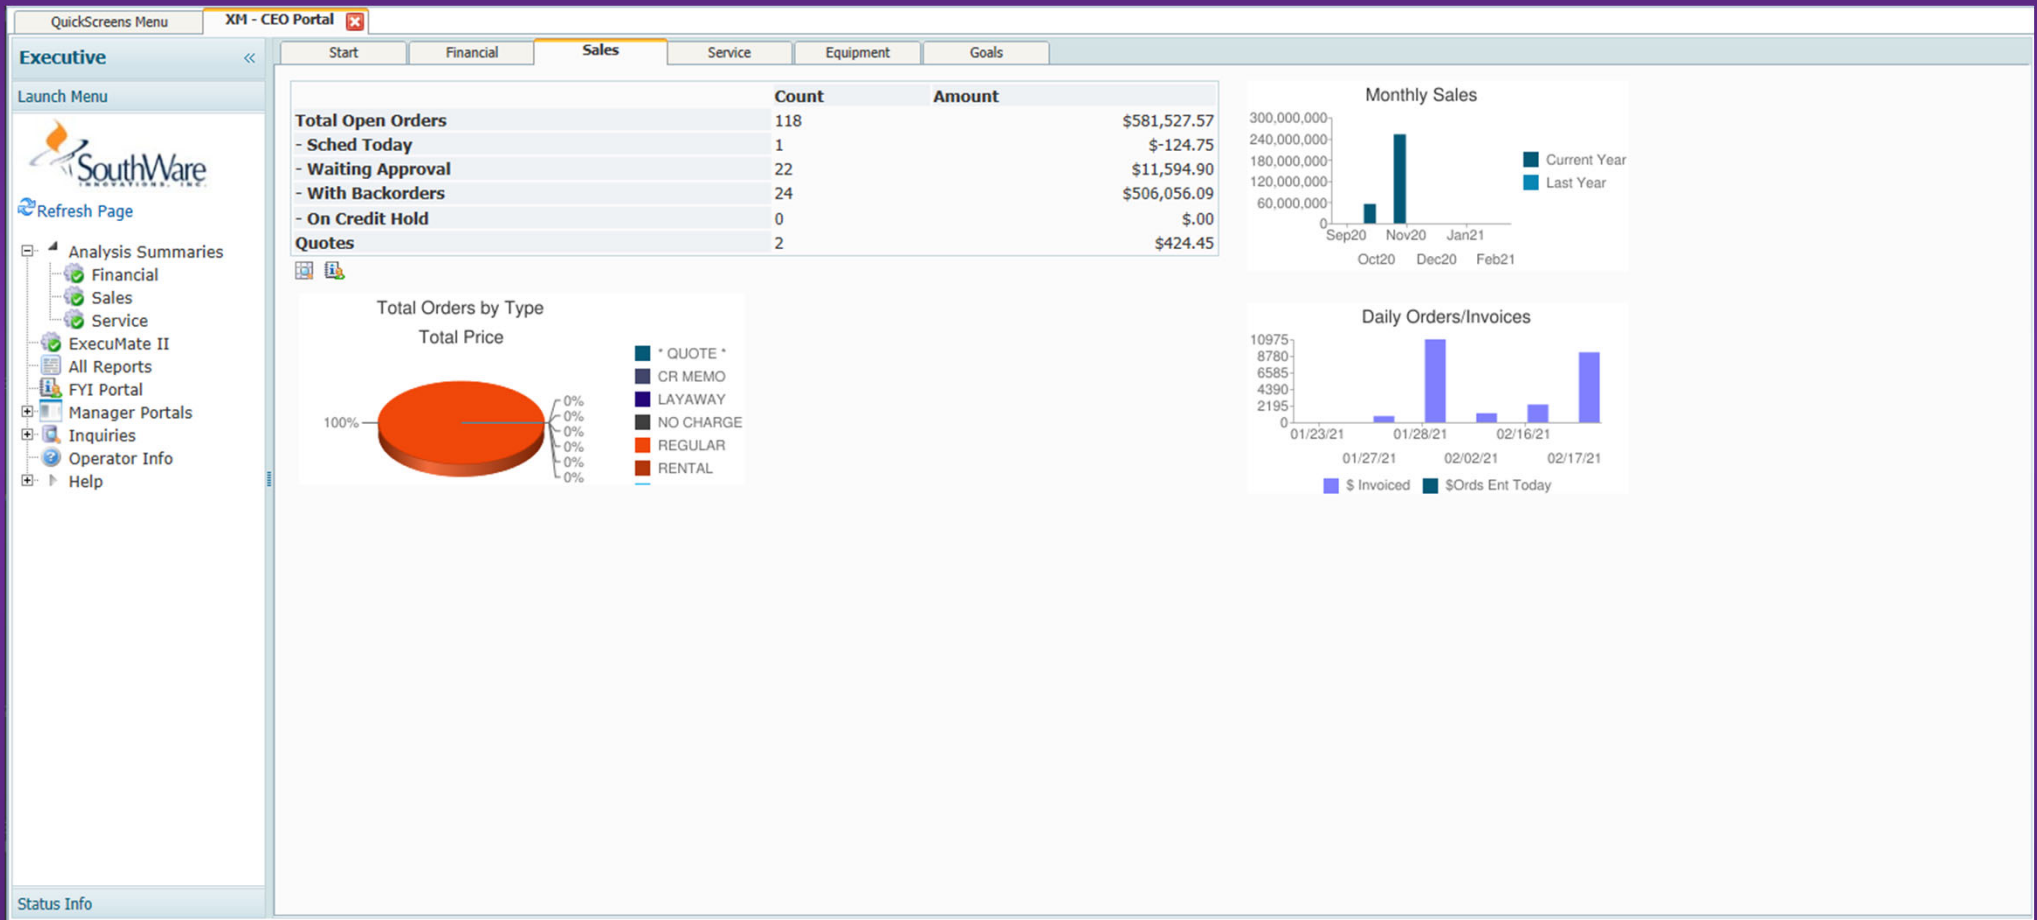 QuickScreens Menu
XM - CEO Portal
Executive
«
Launch Menu
SouthWare
INNOVATIONS, INC.
Refresh Page
Analysis Summaries
Financial
Sales
Service
ExecuMate II
All Reports
FYI Portal
Manager Portals
Inquiries
Operator Info
Help
Status Info
Start Financial Sales Service Equipment Goals
Count Amount
Total Open Orders 118 $581,527.57
- Sched Today 1 $-124.75
- Waiting Approval 22 $11,594.90
- With Backorders 24 $506,056.09
- On Credit Hold 0 $.00
Quotes 2 $424.45
Total Orders by Type
Total Price
100%
0%
0%
0%
0%
0%
0%
* QUOTE *
CR MEMO
LAYAWAY
NO CHARGE
REGULAR
RENTAL
Monthly Sales
300,000,000
240,000,000
180,000,000
120,000,000
60,000,000
0
Sep20 Nov20 Jan21
Oct20 Dec20 Feb21
Current Year
Last Year
Daily Orders/Invoices
10975
8780
6585
4390
2195
0
01/23/21 01/28/21 02/16/21
01/27/21 02/02/21 02/17/21
$ Invoiced $Ords Ent Today